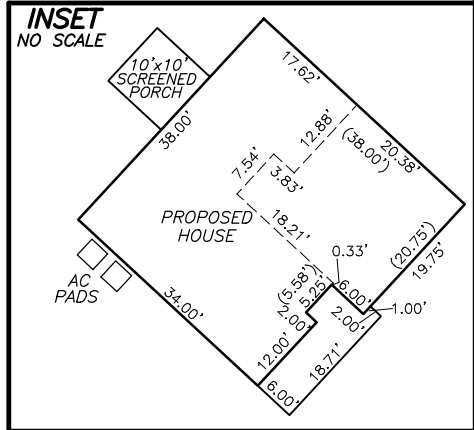 INSET
NO SCALE
10'x10'
SCREENED
PORCH
17.62'
38.00'
12.88'
(38.00')
20.38'
7.54'
3.83'
18.21'
PROPOSED
HOUSE
(20.75')
19.75'
0.33'
AC
PADS
34.00'
(5.58')
5.25'
6.00'
2.00'
2.00'
1.00'
12.00'
18.71'
6.00'